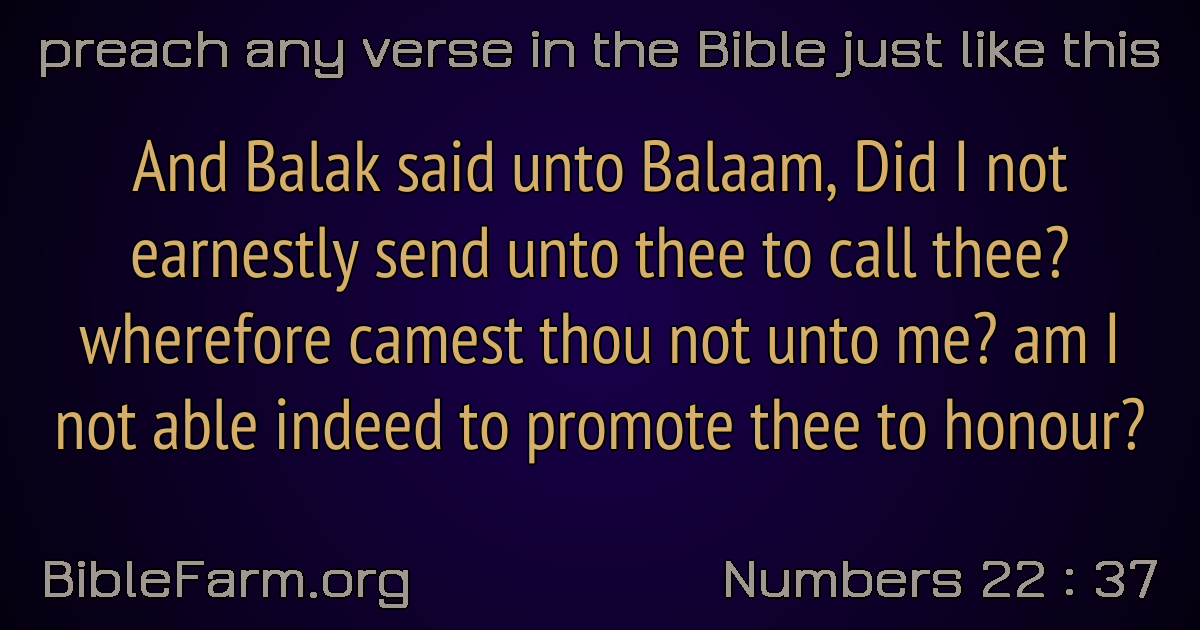 preach any verse in the Bible just like this
And Balak said unto Balaam, Did I not
earnestly send unto thee to call thee?
wherefore camest thou not unto me? am I
not able indeed to promote thee to honour?
BibleFarm.org
Numbers 22 : 37